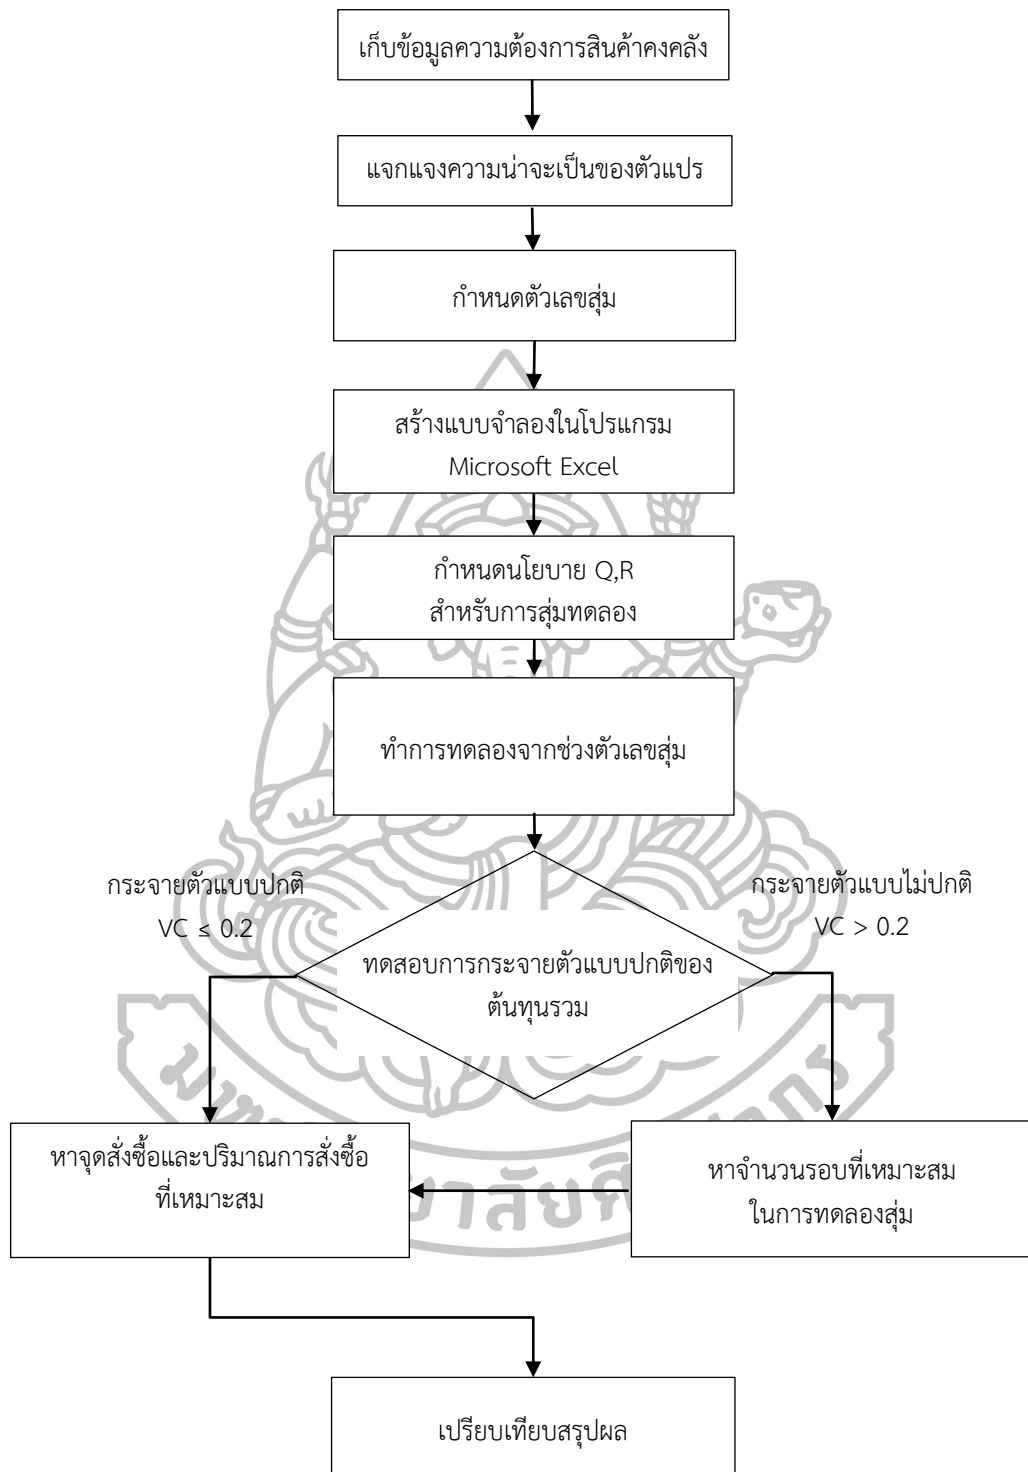 เก็บข้อมูลความต้องการสินค้าคงคลัง
แจกแจงความน่าจะเป็นของตัวแปร
กำหนดตัวเลขสุ่ม
สร้างแบบจำลองในโปรแกรม
Microsoft Excel
กำหนดนโยบาย Q,R
สำหรับการสุ่มทดลอง
ทำการทดลองจากช่วงตัวเลขสุ่ม
กระจายตัวแบบปกติ
VC ≤ 0.2
กระจายตัวแบบไม่ปกติ
VC > 0.2
ทดสอบการกระจายตัวแบบปกติของ
ต้นทุนรวม
หาจุดสั่งซื้อและปริมาณการสั่งซื้อ
ที่เหมาะสม
หาจำนวนรอบที่เหมาะสม
ในการทดลองสุ่ม
เปรียบเทียบสรุปผล